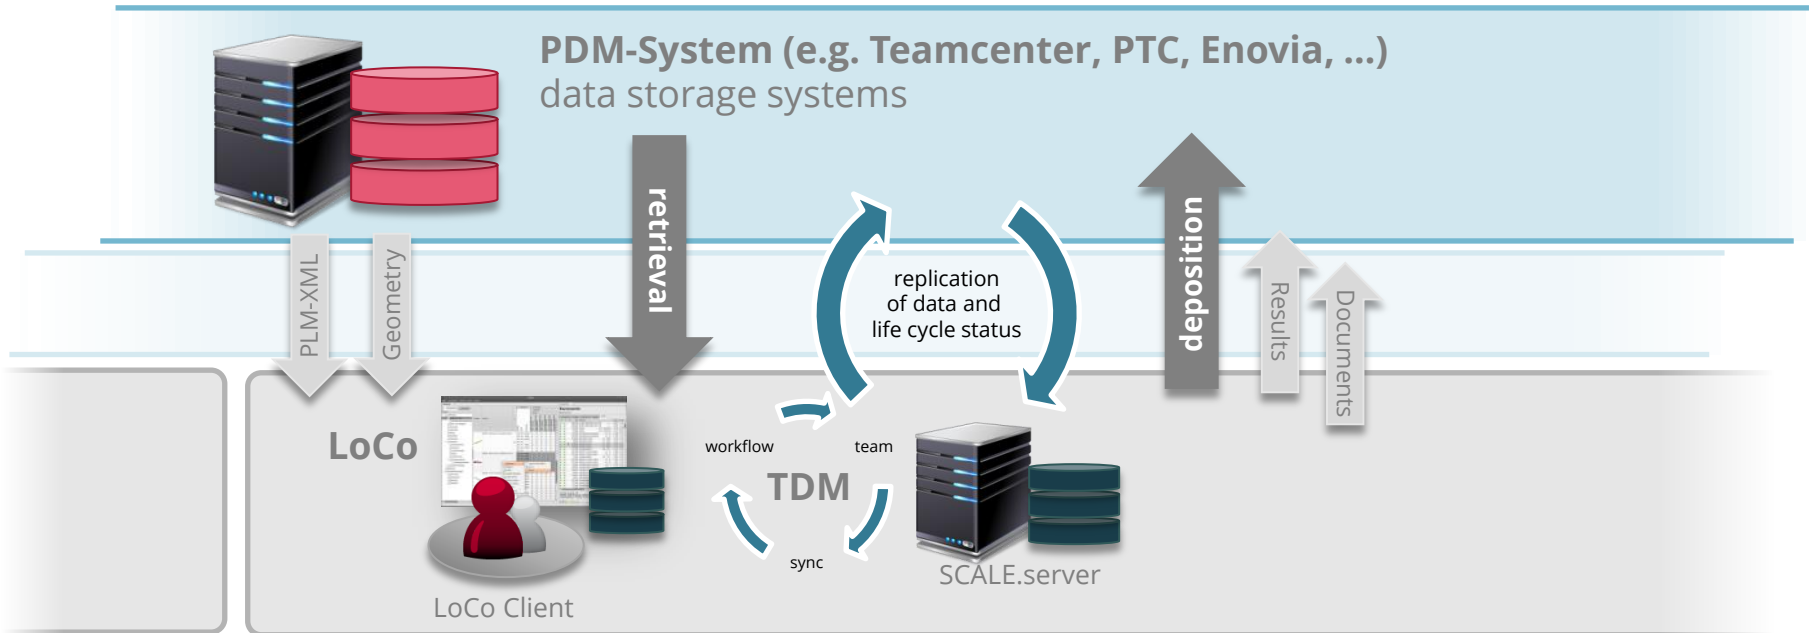 PDM-System (e.g. Teamcenter, PTC, Enovia, ...)
data storage systems
PLM-XML
Geometry
retrieval
replication
of data and
life cycle status
deposition
Results
Documents
LoCo
workflow
team
TDM
sync
LoCo Client
SCALE.server